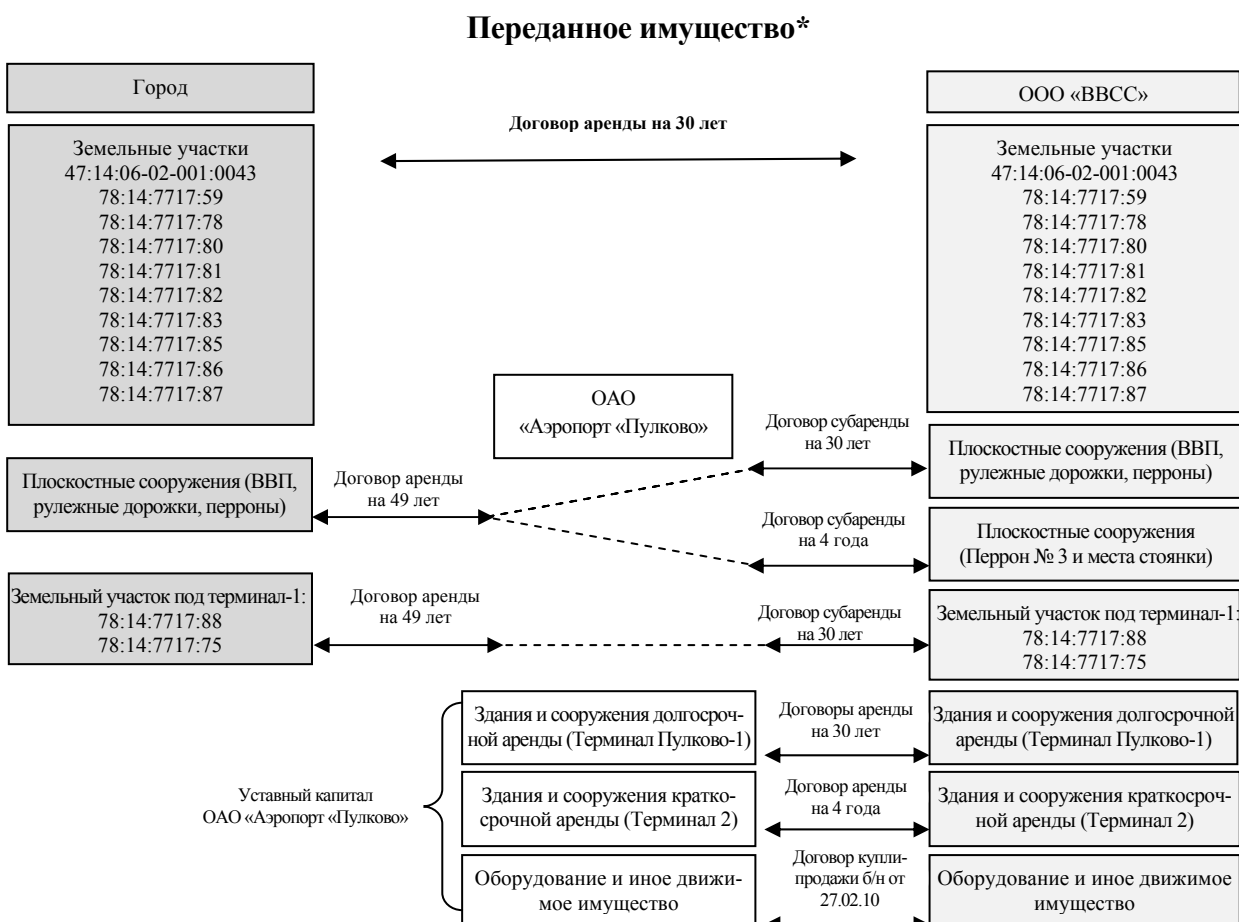 Переданное имущество*
Город
ООО «ВВСС»
Договор аренды на 30 лет
Земельные участки
47:14:06-02-001:0043
78:14:7717:59
78:14:7717:78
78:14:7717:80
78:14:7717:81
78:14:7717:82
78:14:7717:83
78:14:7717:85
78:14:7717:86
78:14:7717:87
Земельные участки
47:14:06-02-001:0043
78:14:7717:59
78:14:7717:78
78:14:7717:80
78:14:7717:81
78:14:7717:82
78:14:7717:83
78:14:7717:85
78:14:7717:86
78:14:7717:87
ОАО
«Аэропорт «Пулково»
Плоскостные сооружения (ВВП,
рулежные дорожки, перроны)
Договор аренды
на 49 лет
Договор субаренды
на 30 лет
Плоскостные сооружения (ВВП,
рулежные дорожки, перроны)
Договор субаренды
на 4 года
Плоскостные сооружения
(Перрон № 3 и места стоянки)
Земельный участок под терминал-1:
78:14:7717:88
78:14:7717:75
Договор аренды
на 49 лет
Договор субаренды
на 30 лет
Земельный участок под терминал-1:
78:14:7717:88
78:14:7717:75
Уставный капитал
ОАО «Аэропорт «Пулково»
Здания и сооружения долгосроч-
ной аренды (Терминал Пулково-1)
Договоры аренды
на 30 лет
Здания и сооружения долгосрочной
аренды (Терминал Пулково-1)
Здания и сооружения кратко-
срочной аренды (Терминал 2)
Договор аренды
на 4 года
Здания и сооружения краткосроч-
ной аренды (Терминал 2)
Оборудование и иное движи-
мое имущество
Договор купли-
продажи б/н от
27.02.10
Оборудование и иное движимое
имущество